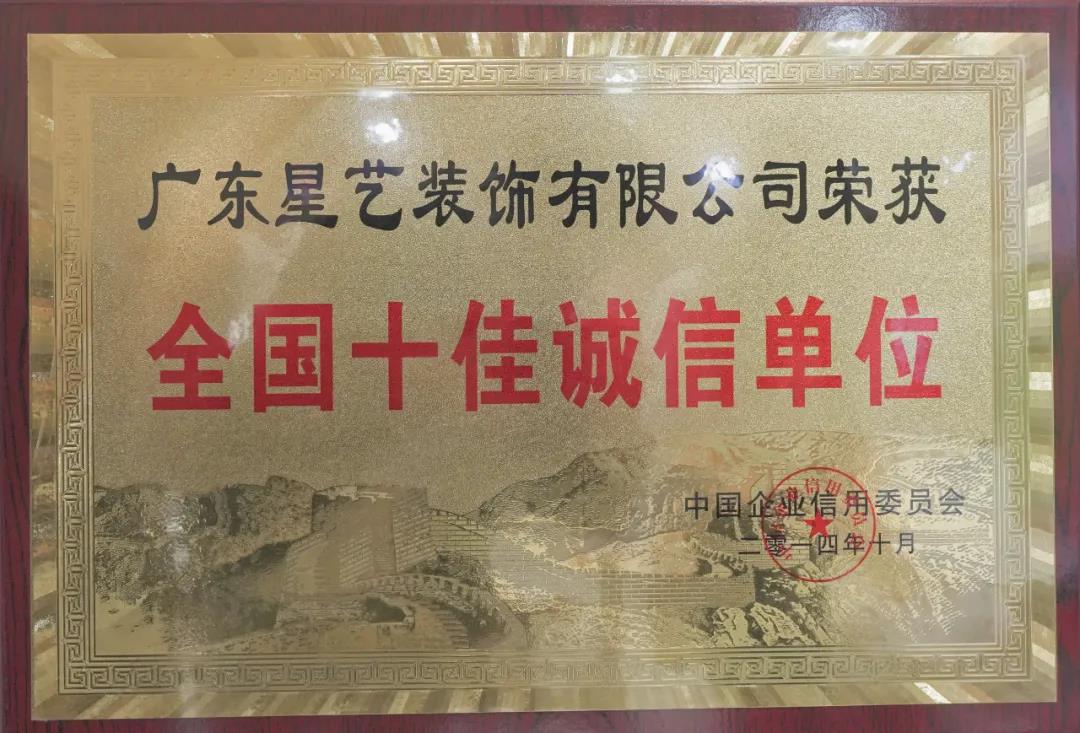 广东星艺装饰有限公司荣获
全国十佳诚信单位
中国企业信用委员会
二零一四年十月